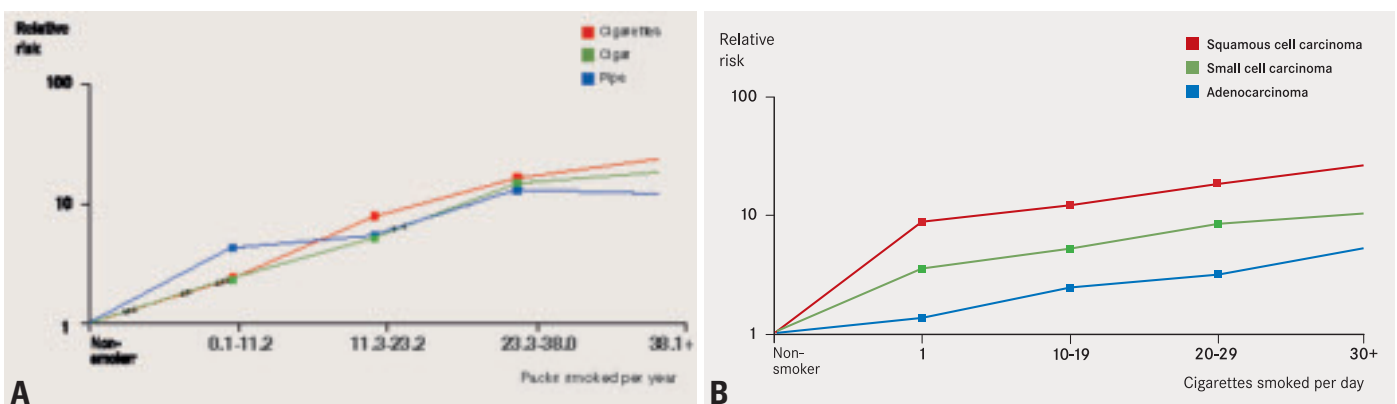 Relative
risk
Cigarettes
Cigar
Pipe
100
10
1
Non-
smoker
0.1-11.2
11.3-23.2
23.3-38.0
38.1+
Packs smoked per year
A
Relative
risk
Squamous cell carcinoma
Small cell carcinoma
Adenocarcinoma
100
10
1
Non-
smoker
1
10-19
20-29
30+
Cigarettes smoked per day
B